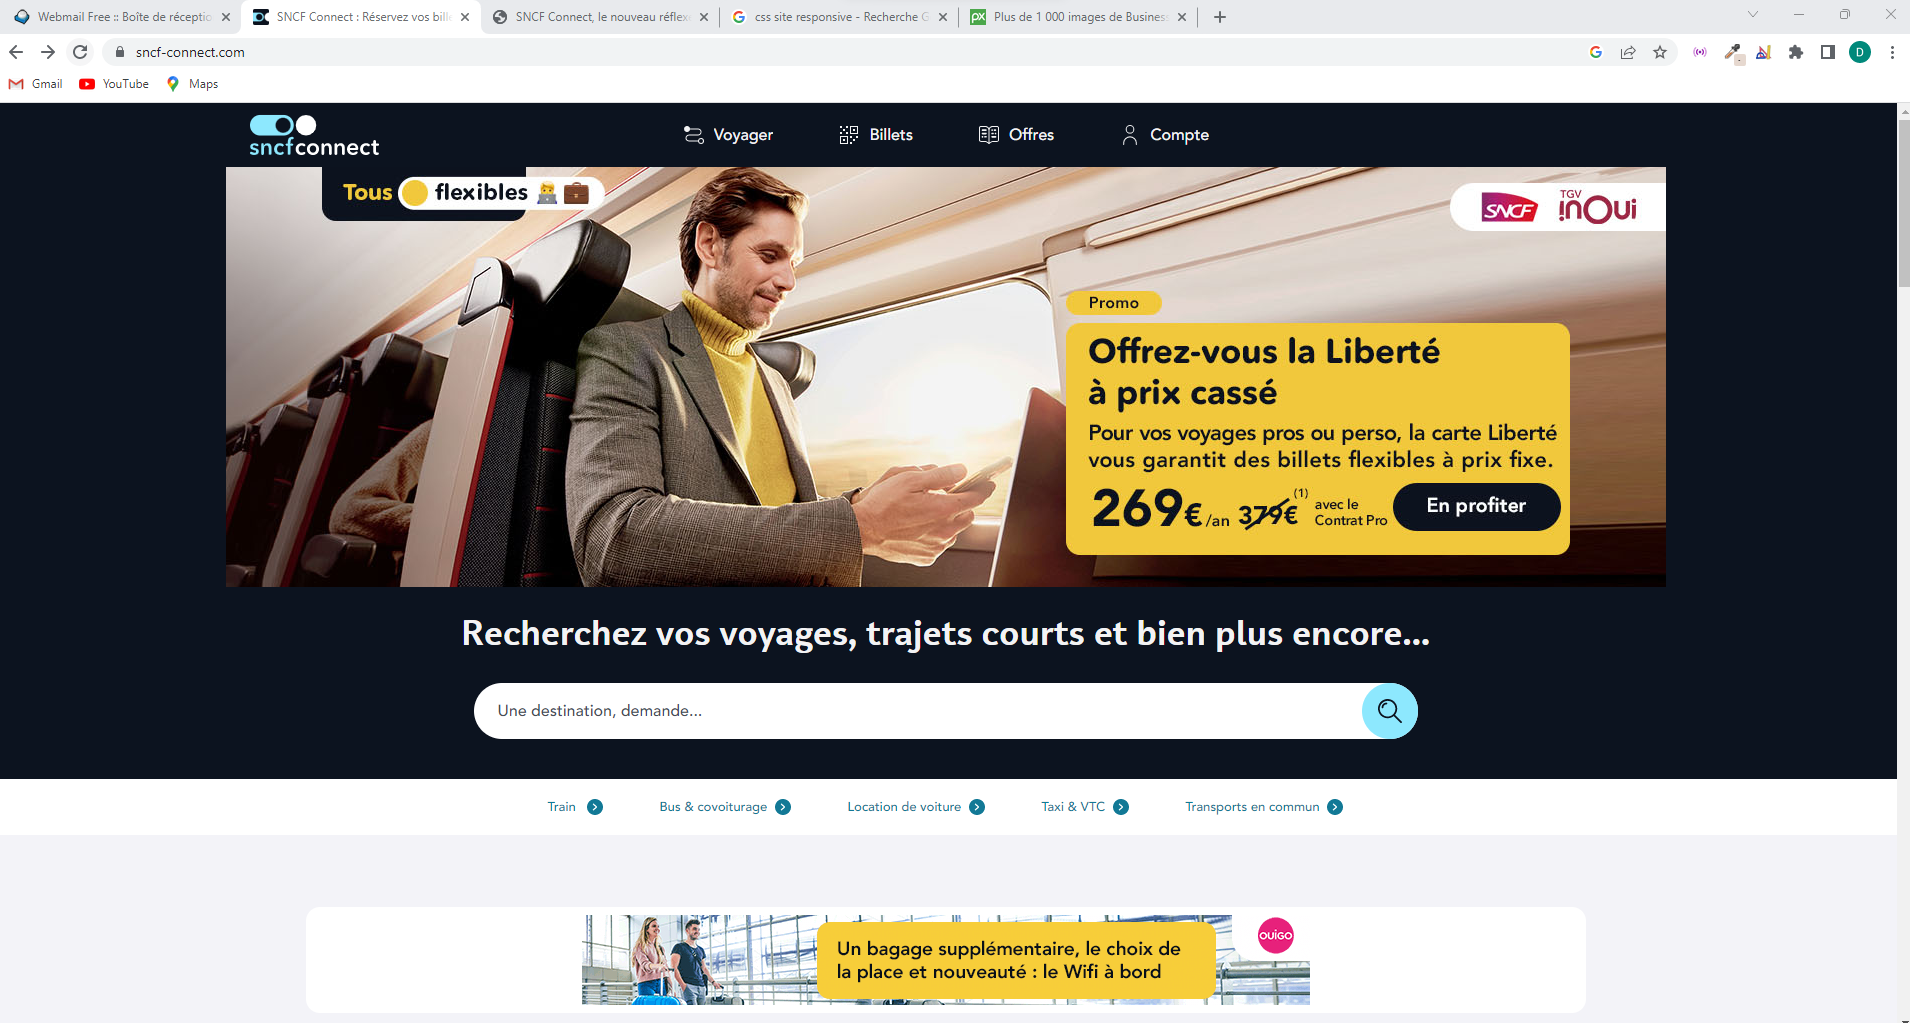 Webmail Free :: Boîte de réceptio
SNCF Connect : Réservez vos bill
SNCF Connect, le nouveau réflex
css site responsive - Recherche G
Plus de 1 000 images de Business
sncf-connect.com
D
Gmail
YouTube
Maps
sncfconnect
Voyager
Billets
Offres
Compte
Tous flexibles
SNCF
TGV
inOui
Promo
Offrez-vous la Liberté
à prix cassé
Pour vos voyages pros ou perso, la carte Liberté
vous garantit des billets flexibles à prix fixe.
269€/an 379€ (1) avec le
Contrat Pro
En profiter
Recherchez vos voyages, trajets courts et bien plus encore...
Une destination, demande...
Train
Bus & covoiturage
Location de voiture
Taxi & VTC
Transports en commun
Un bagage supplémentaire, le choix de
la place et nouveauté : le Wifi à bord
OUIGO